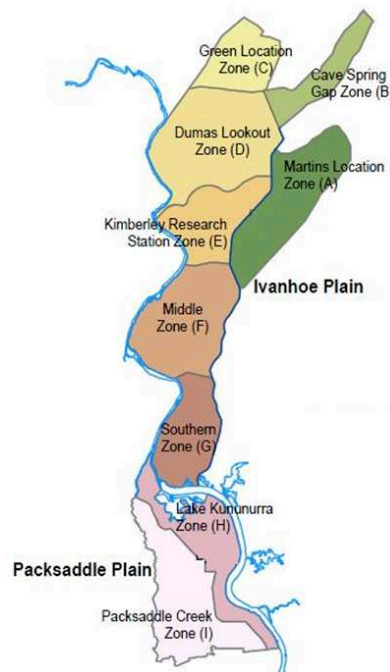 Green Location
Zone (C)
Cave Spring
Gap Zone (B
Dumas Lookout
Zone (D)
Martins Location
Zone (A)
Kimberley Research
Station Zone (E)
Ivanhoe Plain
Middle
Zone (F)
Southern
Zone (G)
Lake Kununurra
Zone (H)
Packsaddle Plain
Packsaddle Creek
Zone (I)